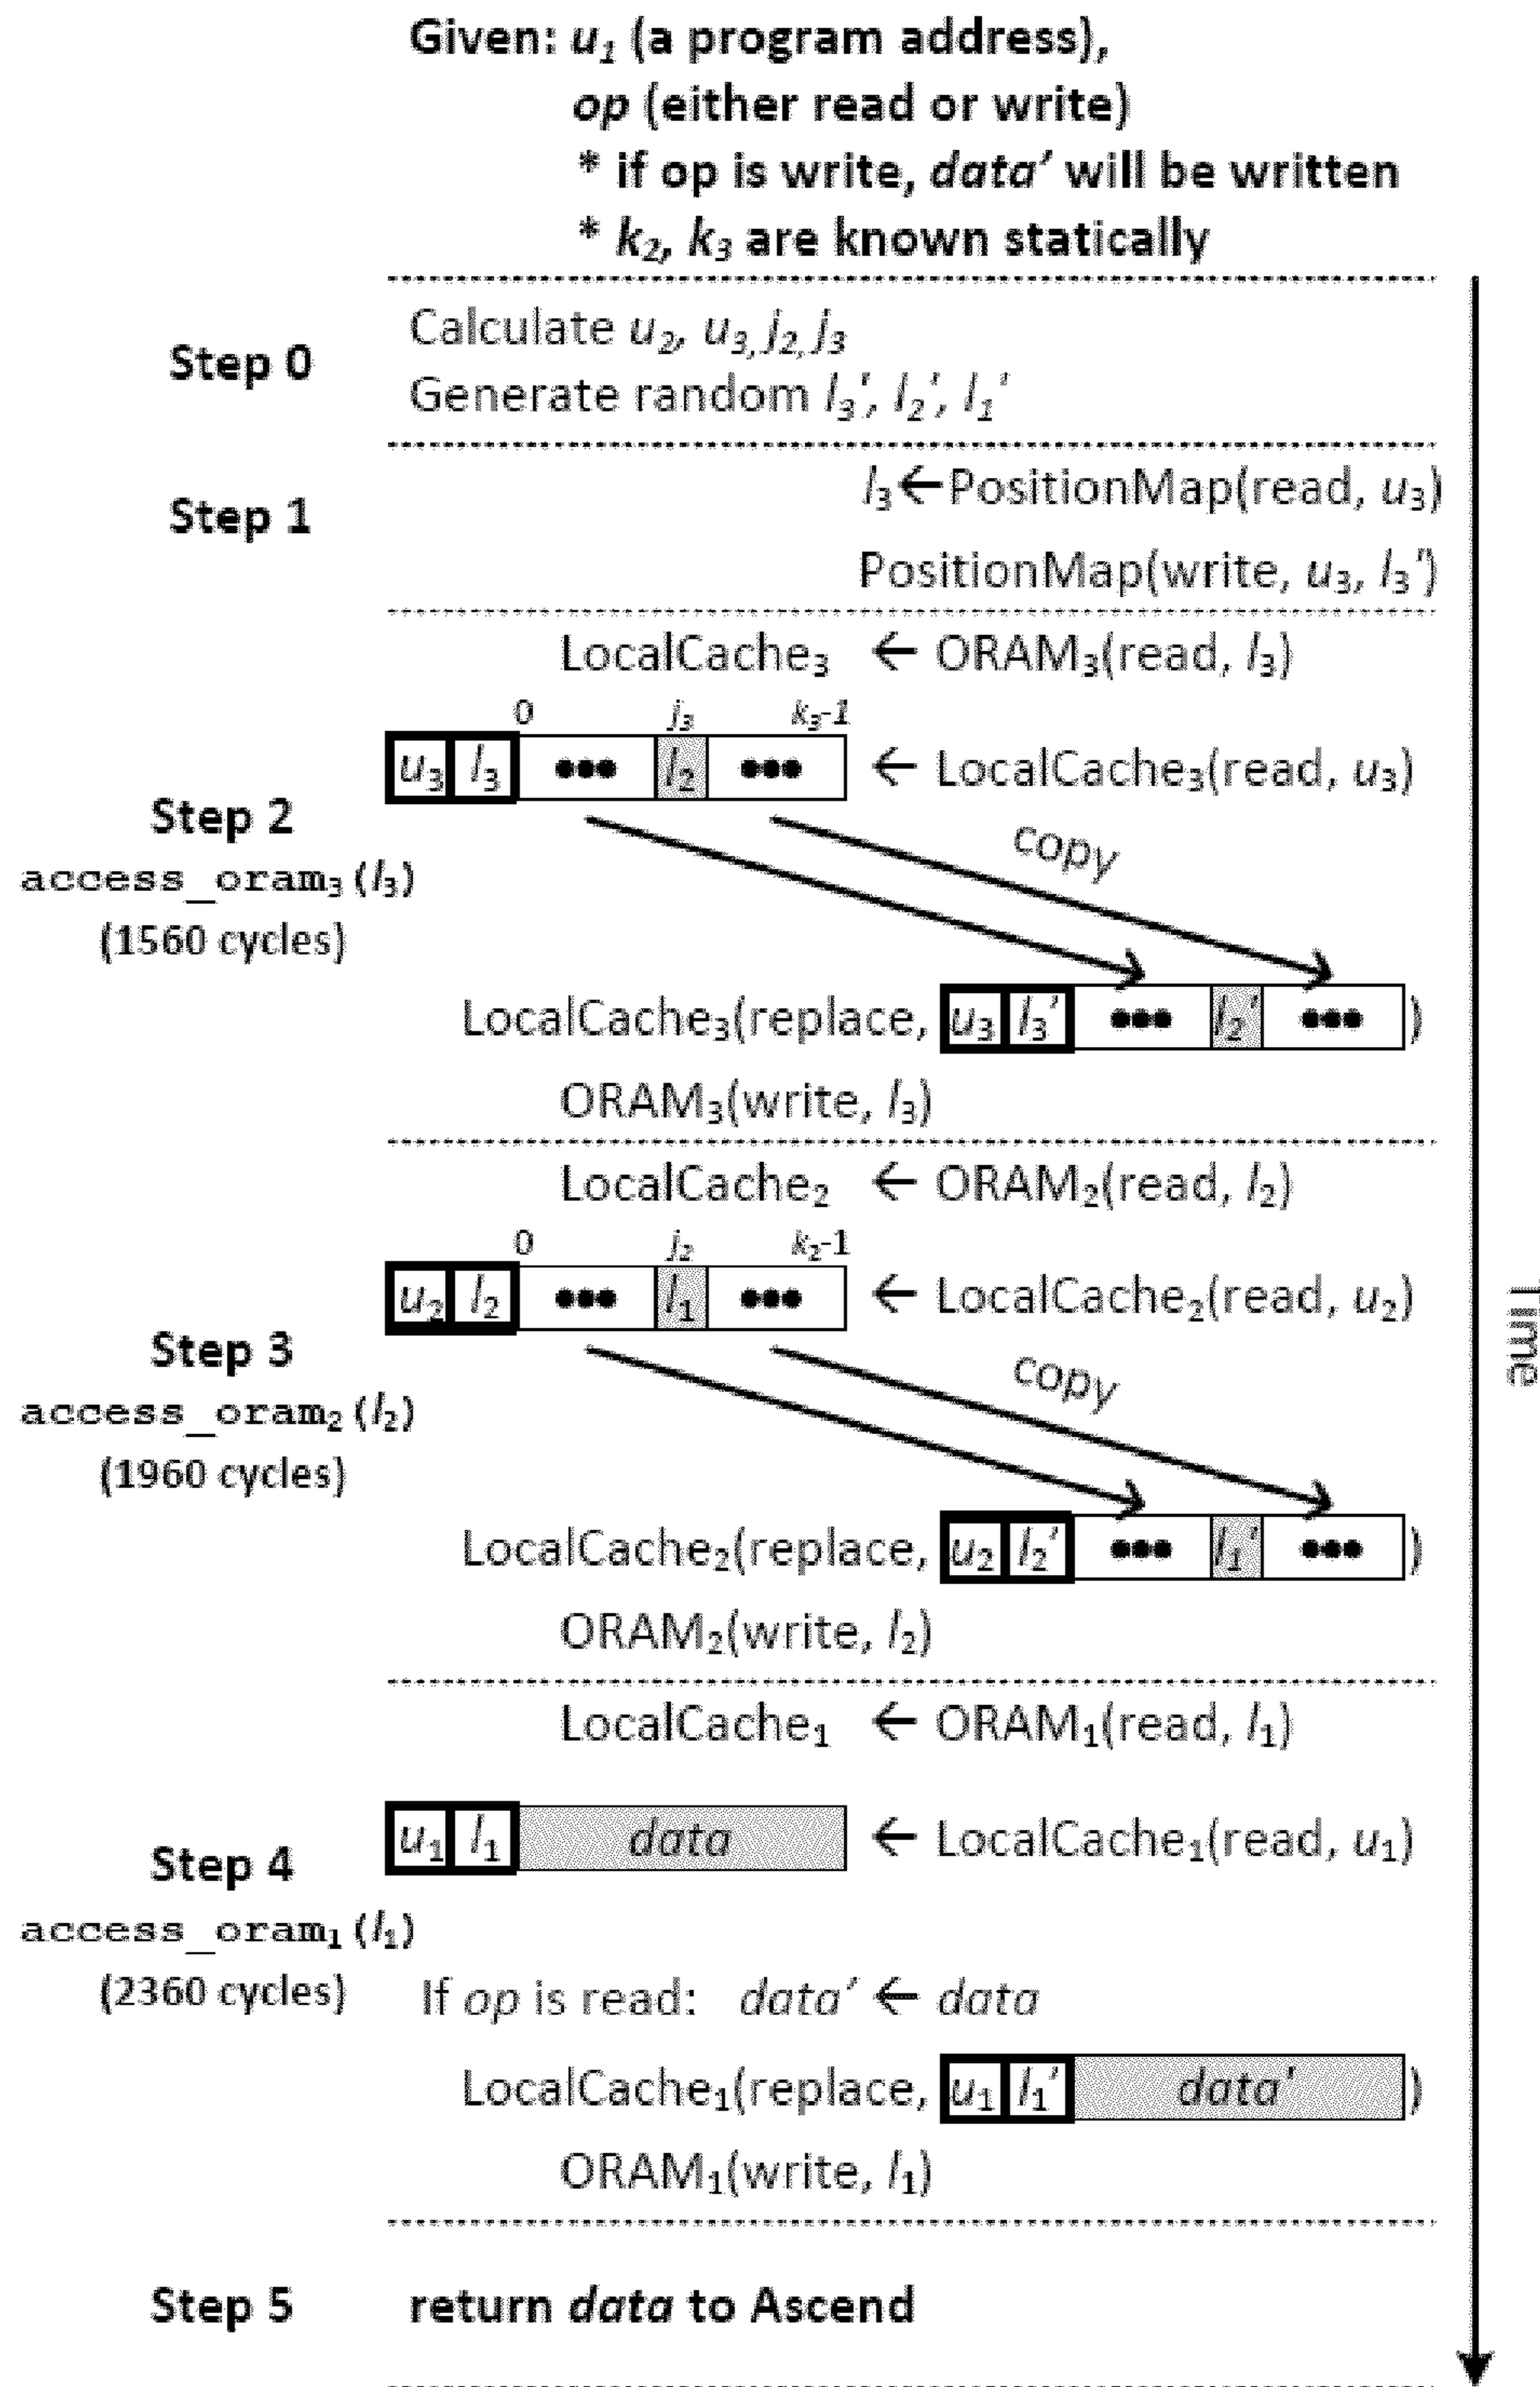 Given: u₁ (a program address),
op (either read or write)
* if op is write, data' will be written
* k₂, k₃ are known statically
Step 0
Calculate u₂, u₃, j₂, j₃
Generate random l₃', l₂', l₁'
Step 1
l₃←PositionMap(read, u₃)
PositionMap(write, u₃, l₃')
LocalCache₃ ← ORAM₃(read, l₃)
0 j₃ k₃-1
u₃ l₃ ••• l₂ ••• ← LocalCache₃(read, u₃)
Step 2
access_oram₃(l₃)
(1560 cycles)
copy
LocalCache₃(replace, u₃ l₃' ••• l₂' ••• )
ORAM₃(write, l₃)
LocalCache₂ ← ORAM₂(read, l₂)
0 j₂ k₂-1
u₂ l₂ ••• l₁ ••• ← LocalCache₂(read, u₂)
Step 3
access_oram₂(l₂)
(1960 cycles)
copy
LocalCache₂(replace, u₂ l₂' ••• l₁' ••• )
ORAM₂(write, l₂)
LocalCache₁ ← ORAM₁(read, l₁)
u₁ l₁ data ← LocalCache₁(read, u₁)
Step 4
access_oram₁(l₁)
(2360 cycles)
If op is read: data' ← data
LocalCache₁(replace, u₁ l₁' data' )
ORAM₁(write, l₁)
Step 5
return data to Ascend
Time